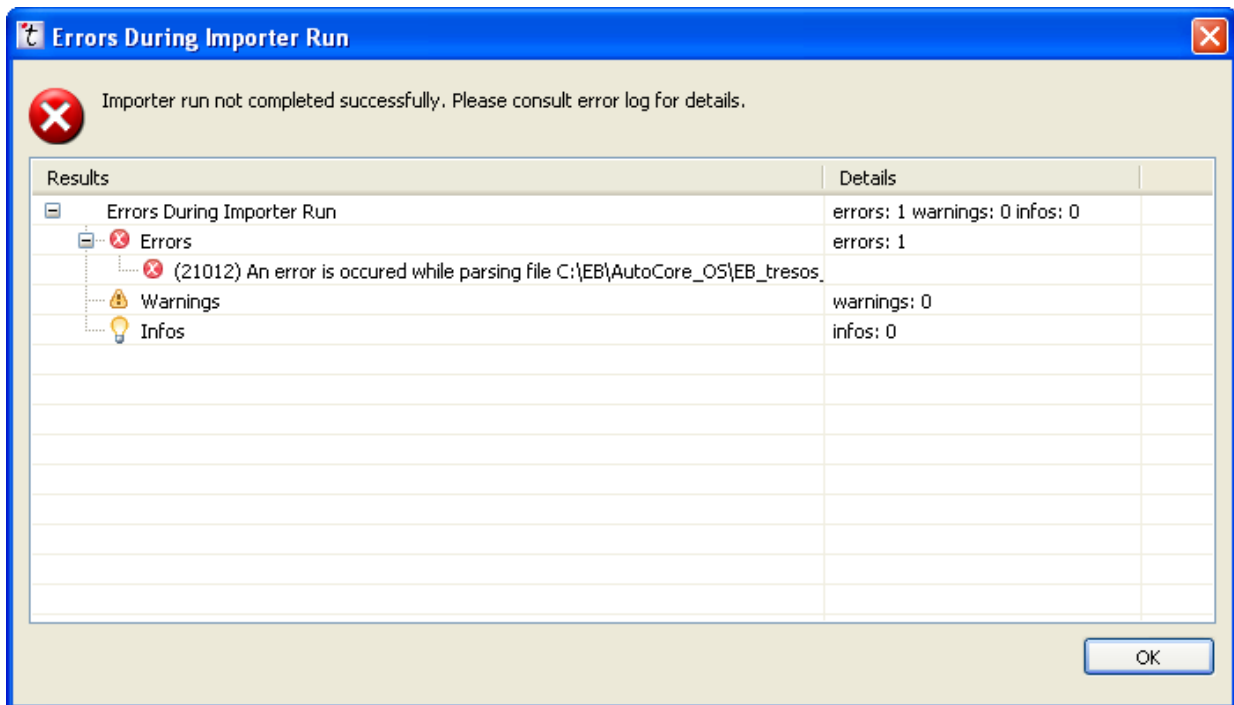 t Errors During Importer Run
Importer run not completed successfully. Please consult error log for details.
Results Details
Errors During Importer Run errors: 1 warnings: 0 infos: 0
Errors errors: 1
(21012) An error is occured while parsing file C:\EB\AutoCore_OS\EB_tresos_
Warnings warnings: 0
Infos infos: 0
OK